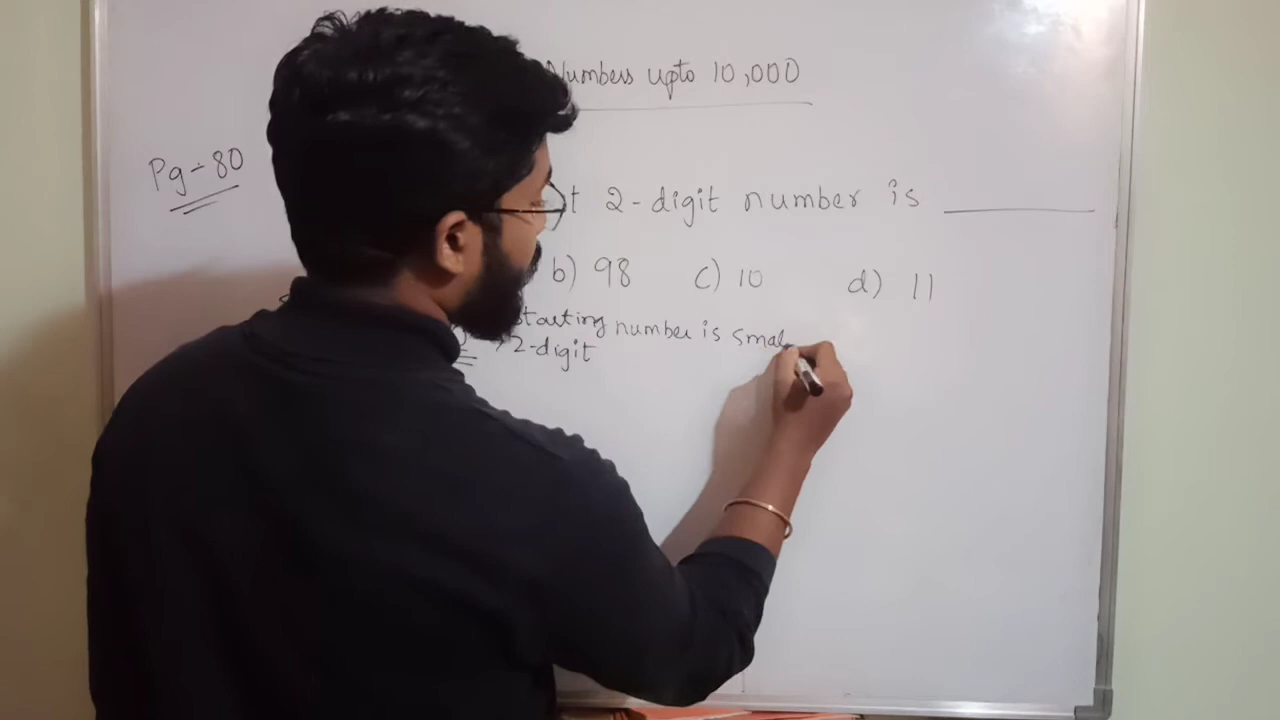 Numbers upto 10,000
Pg - 80
t 2-digit number is
b) 98 c) 10 d) 11
starting number is smal
2-digit